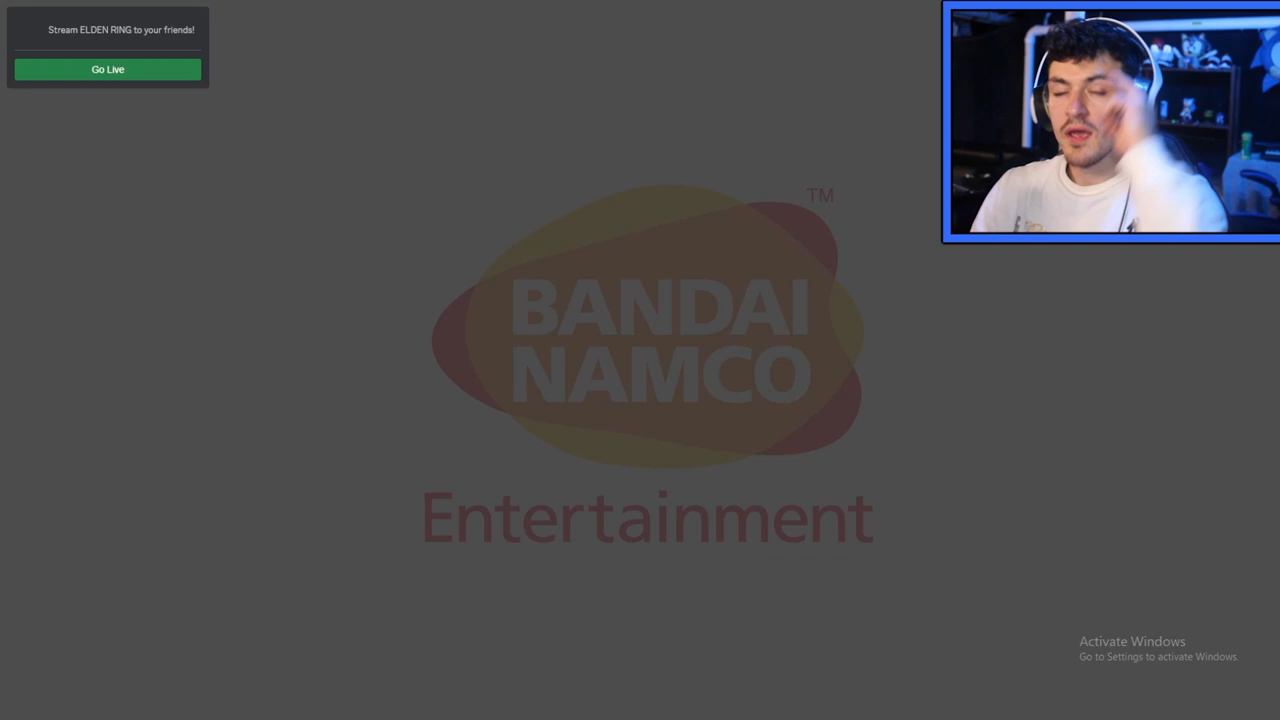 Stream ELDEN RING to your friends!
Go Live
TM
BANDAI
NAMCO
Entertainment
Activate Windows
Go to Settings to activate Windows.